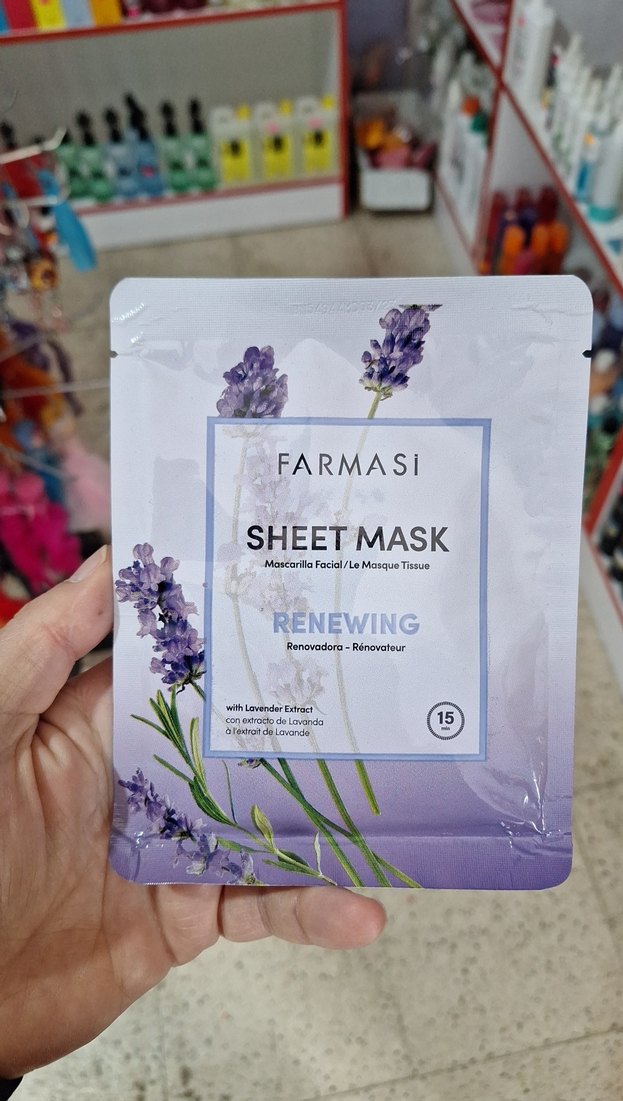 FARMASi
SHEET MASK
Mascarilla Facial/Le Masque Tissue
RENEWING
Renovadora - Rénovateur
with Lavender Extract
con extracto de Lavanda
à l'extrait de Lavande
15
min